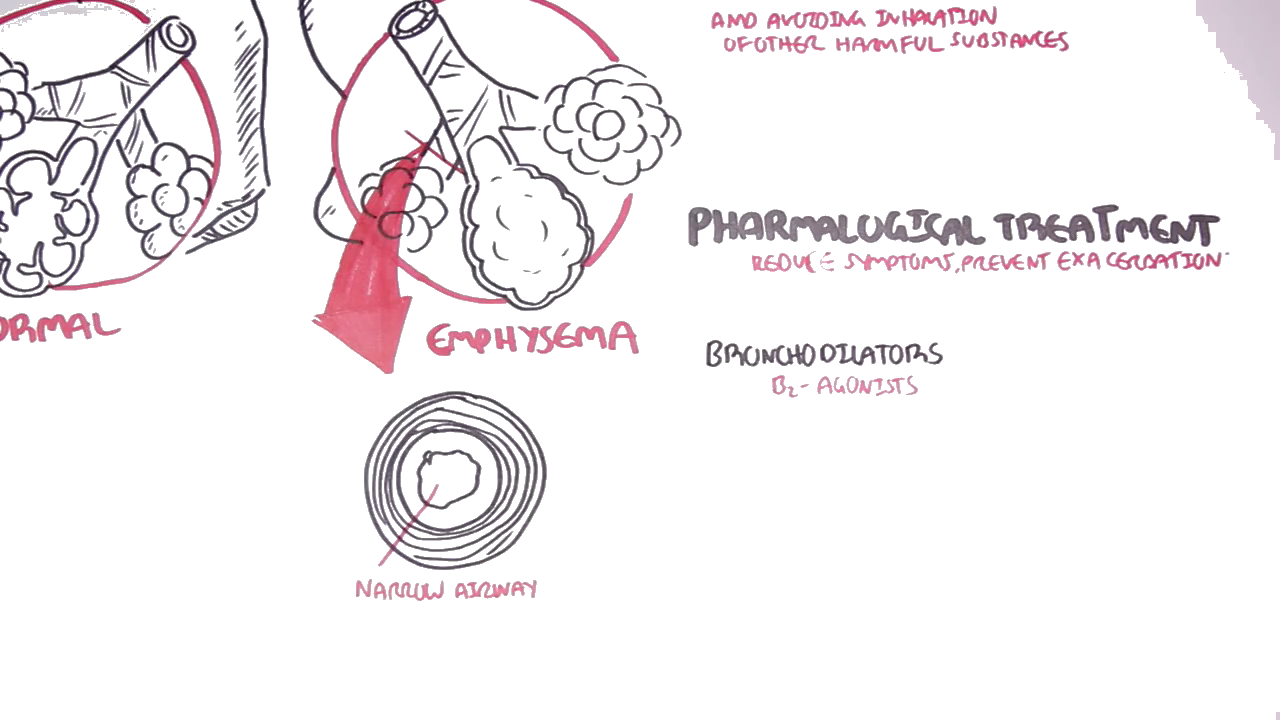 AND AVOIDING INHALATION
OF OTHER HARMFUL SUBSTANCES
PHARMALOGICAL TREATMENT
REDUCE SYMPTOMS, PREVENT EXACERBATION
ORMAL
EMPHYSEMA
BRONCHODILATORS
B2- AGONISTS
NARROW AIRWAY